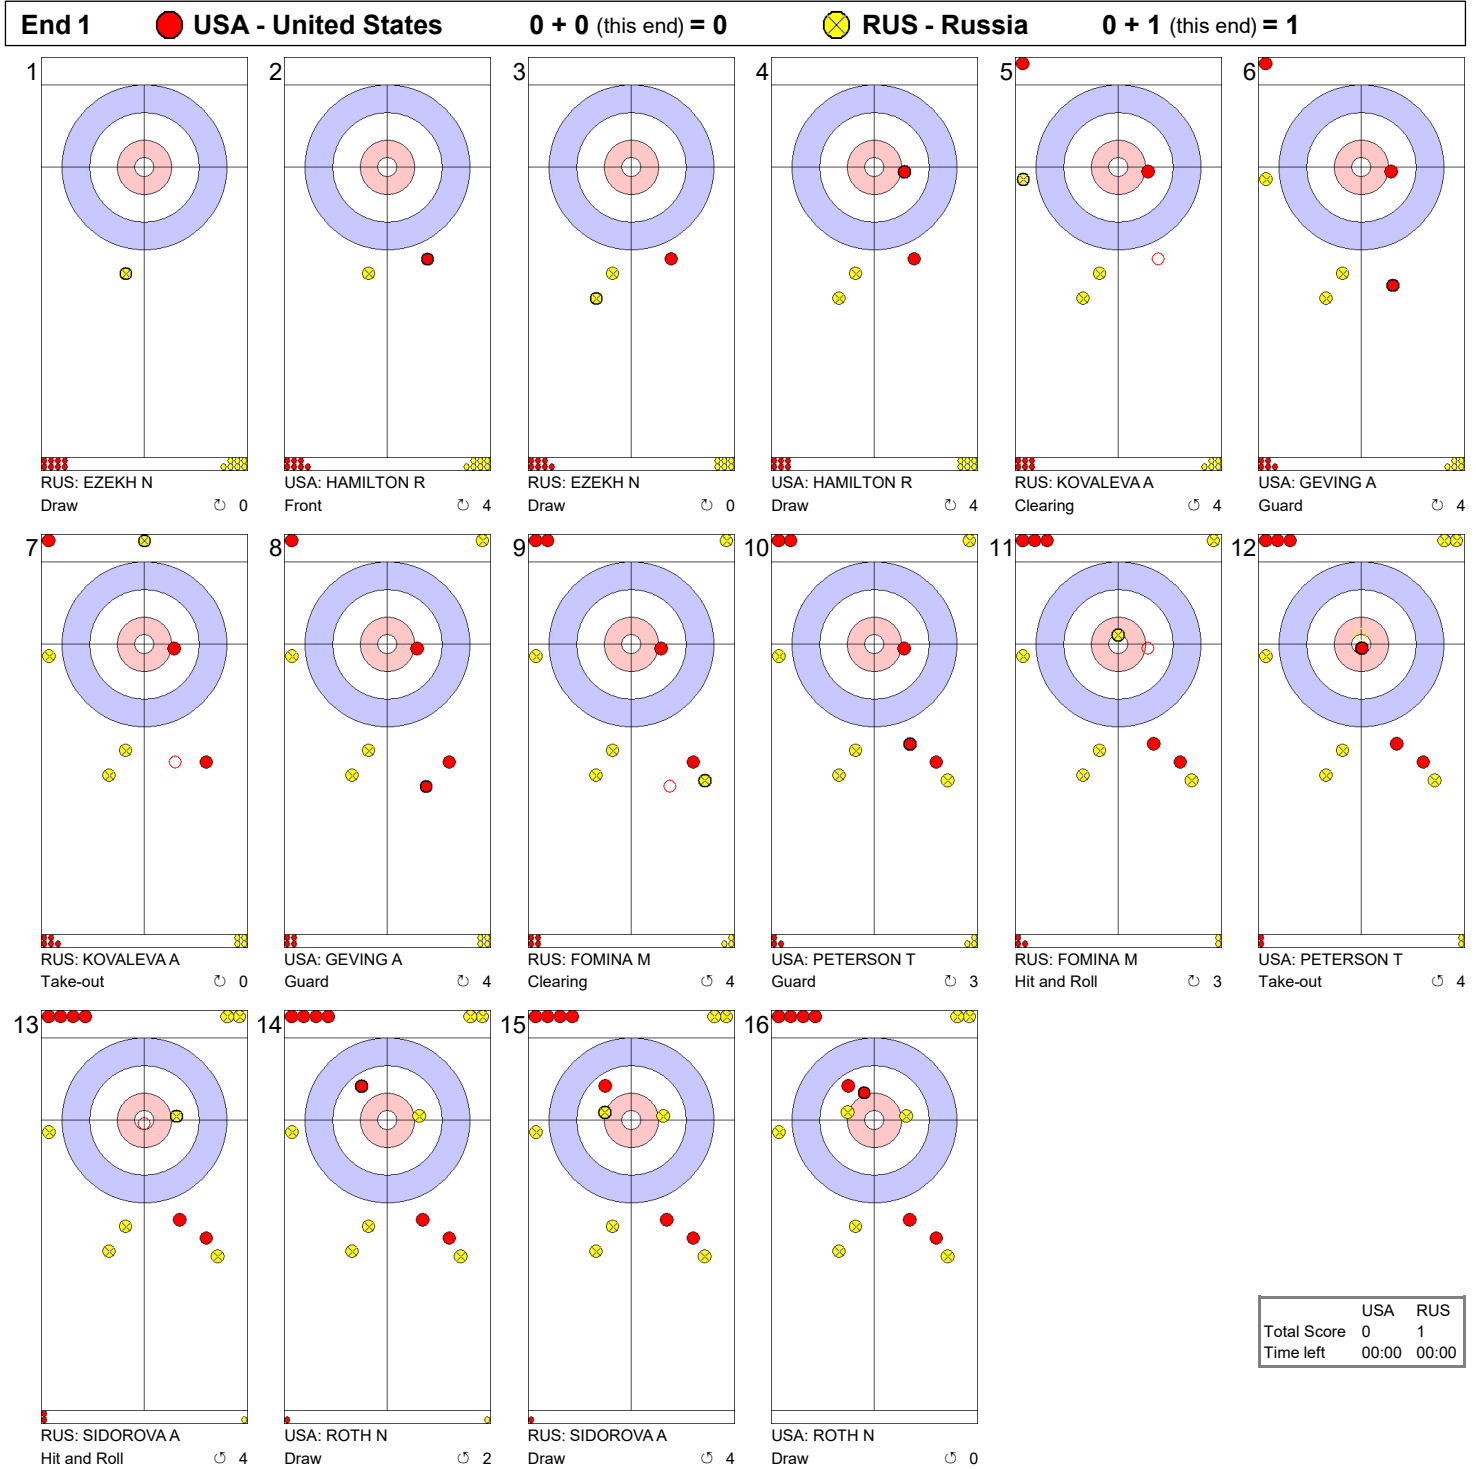 End 1 USA - United States 0 + 0 (this end) = 0 RUS - Russia 0 + 1 (this end) = 1
1 2 3 4 5 6
RUS: EZEKH N USA: HAMILTON R RUS: EZEKH N USA: HAMILTON R RUS: KOVALEVA A USA: GEVING A
Draw ↻ 0 Front ↻ 4 Draw ↻ 0 Draw ↻ 4 Clearing ↺ 4 Guard ↻ 4
7 8 9 10 11 12
RUS: KOVALEVA A USA: GEVING A RUS: FOMINA M USA: PETERSON T RUS: FOMINA M USA: PETERSON T
Take-out ↻ 0 Guard ↻ 4 Clearing ↺ 4 Guard ↻ 3 Hit and Roll ↻ 3 Take-out ↺ 4
13 14 15 16
RUS: SIDOROVA A USA: ROTH N RUS: SIDOROVA A USA: ROTH N
Hit and Roll ↺ 4 Draw ↺ 2 Draw ↺ 4 Draw ↺ 0
USA RUS
Total Score 0 1
Time left 00:00 00:00